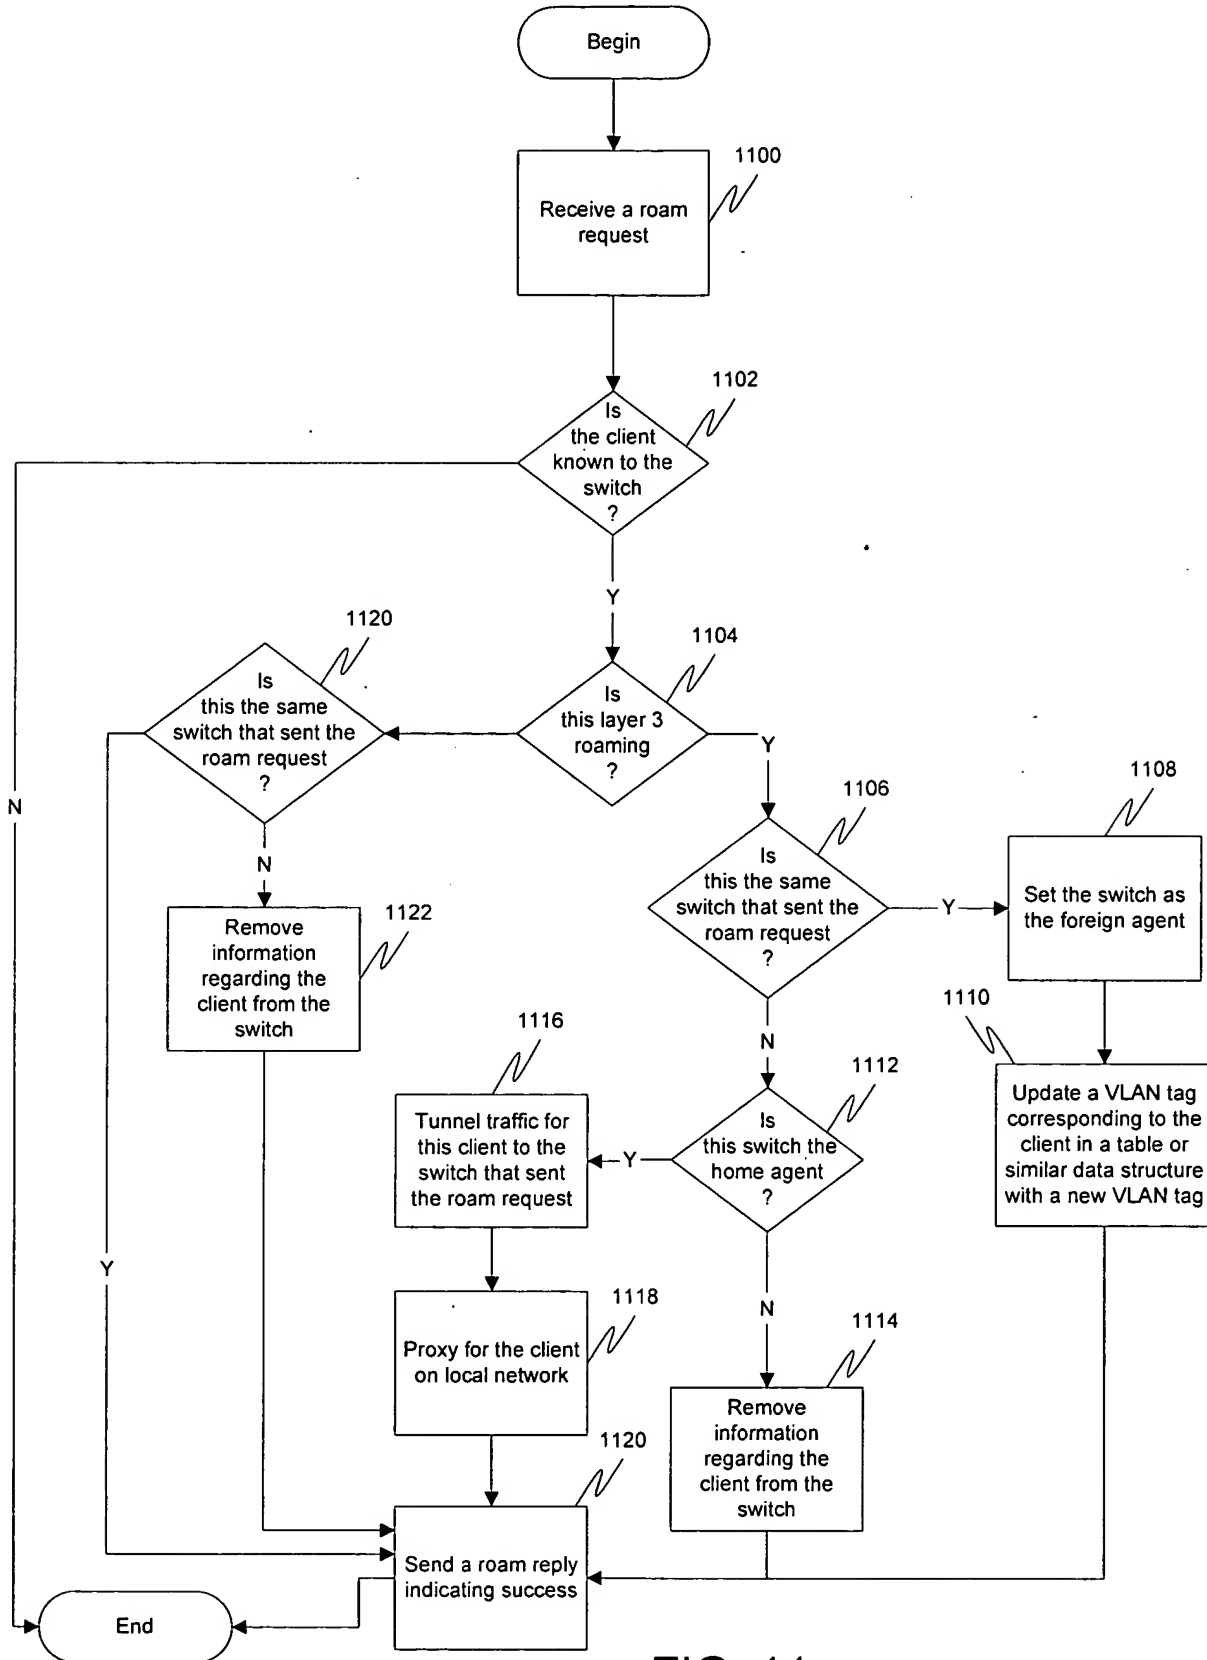 Begin
1100
Receive a roam
request
1102
Is
the client
known to the
switch
?
N
Y
1120
Is
this the same
switch that sent the
roam request
?
1104
Is
this layer 3
roaming
?
Y
1106
Is
this the same
switch that sent the
roam request
?
Y
1108
Set the switch as
the foreign agent
N
1122
Remove
information
regarding the
client from the
switch
1110
Update a VLAN tag
corresponding to the
client in a table or
similar data structure
with a new VLAN tag
N
1112
Is
this switch the
home agent
?
Y
1116
Tunnel traffic for
this client to the
switch that sent
the roam request
Y
1118
Proxy for the client
on local network
N
1114
Remove
information
regarding the
client from the
switch
1120
Send a roam reply
indicating success
End